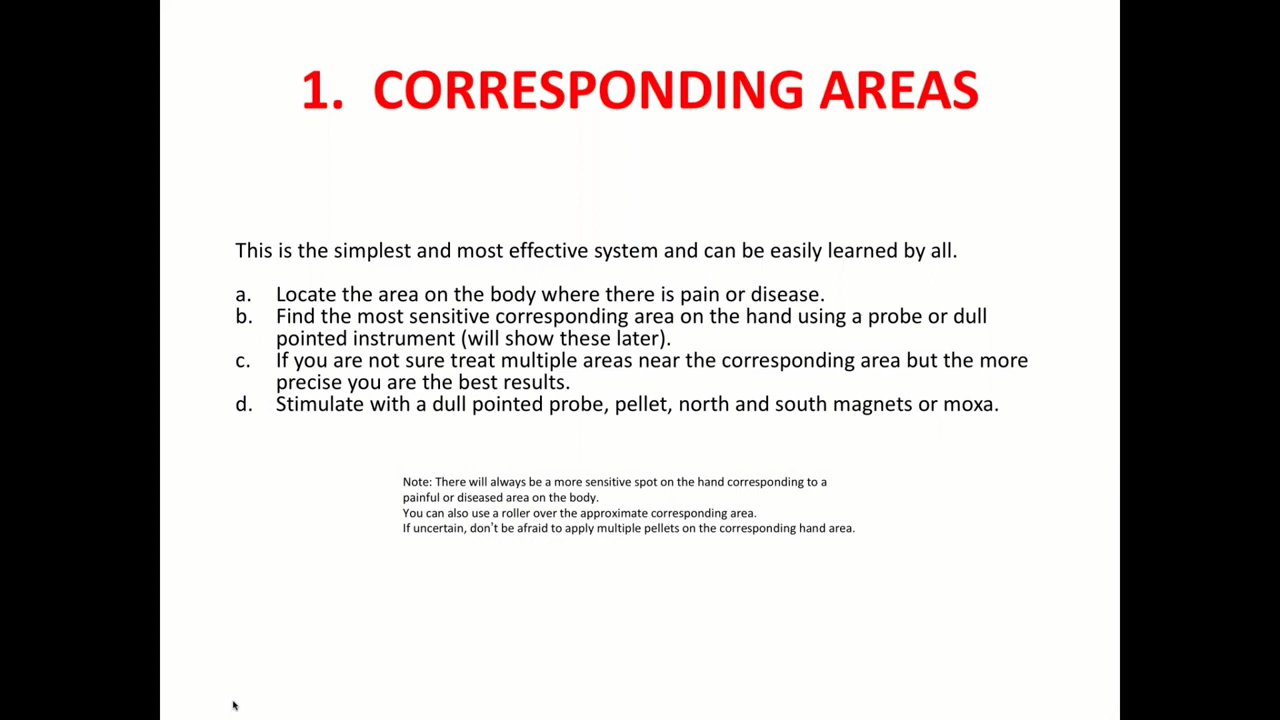 1. CORRESPONDING AREAS
This is the simplest and most effective system and can be easily learned by all.
a. Locate the area on the body where there is pain or disease.
b. Find the most sensitive corresponding area on the hand using a probe or dull
pointed instrument (will show these later).
c. If you are not sure treat multiple areas near the corresponding area but the more
precise you are the best results.
d. Stimulate with a dull pointed probe, pellet, north and south magnets or moxa.
Note: There will always be a more sensitive spot on the hand corresponding to a
painful or diseased area on the body.
You can also use a roller over the approximate corresponding area.
If uncertain, don’t be afraid to apply multiple pellets on the corresponding hand area.